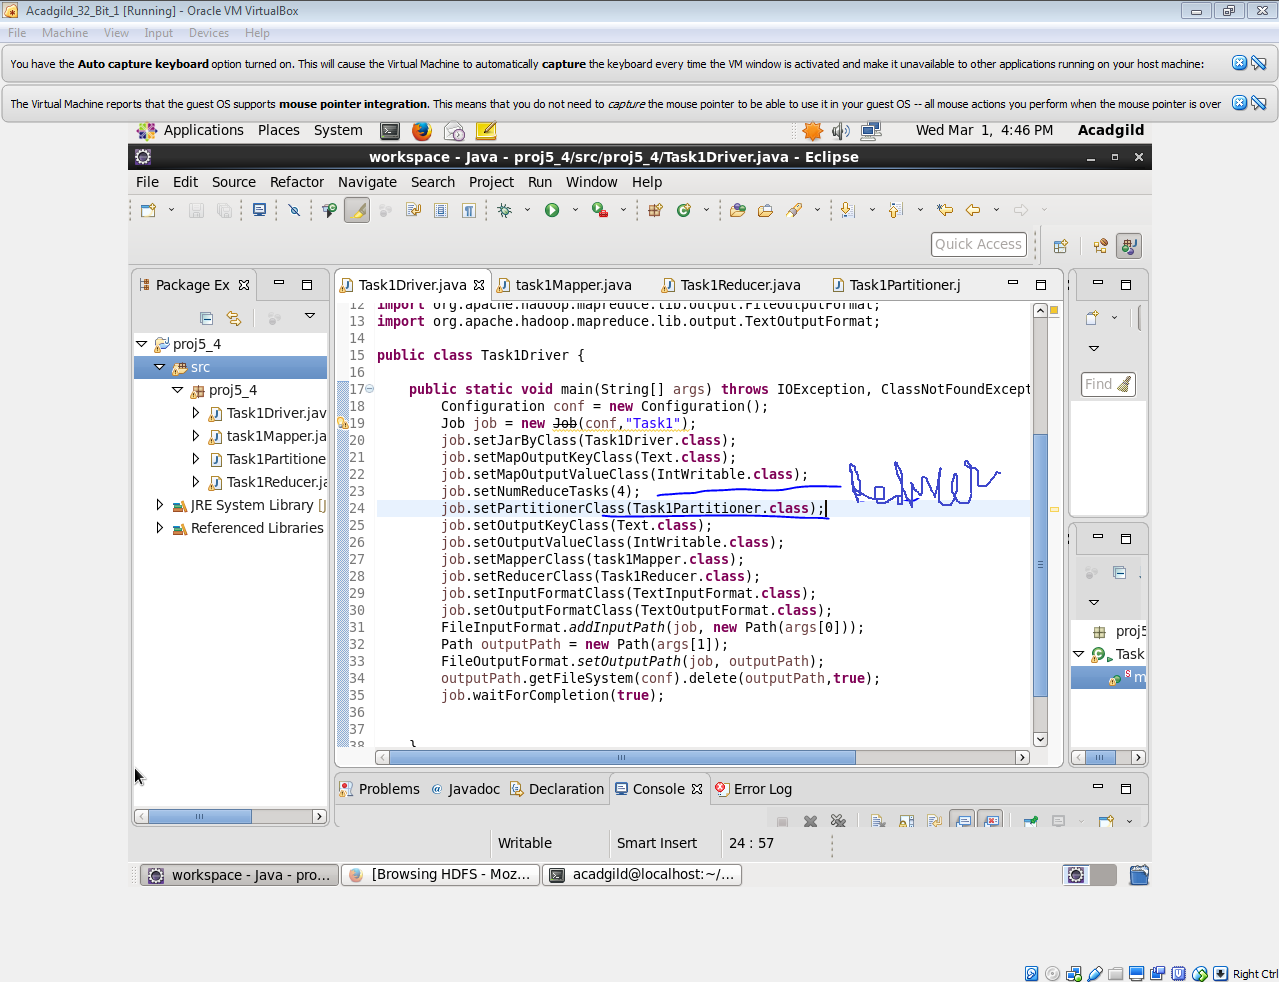 Acadgild_32_Bit_1 [Running] - Oracle VM VirtualBox
File Machine View Input Devices Help
You have the Auto capture keyboard option turned on. This will cause the Virtual Machine to automatically capture the keyboard every time the VM window is activated and make it unavailable to other applications running on your host machine:
The Virtual Machine reports that the guest OS supports mouse pointer integration. This means that you do not need to capture the mouse pointer to be able to use it in your guest OS -- all mouse actions you perform when the mouse pointer is over
Applications Places System Wed Mar 1, 4:46 PM Acadgild
workspace - Java - proj5_4/src/proj5_4/Task1Driver.java - Eclipse
File Edit Source Refactor Navigate Search Project Run Window Help
Quick Access
Package Ex Task1Driver.java task1Mapper.java Task1Reducer.java Task1Partitioner.j
proj5_4
src
proj5_4
Task1Driver.jav
task1Mapper.ja
Task1Partitione
Task1Reducer.ja
JRE System Library [J
Referenced Libraries
12 import org.apache.hadoop.mapreduce.lib.output.FileOutputFormat;
13 import org.apache.hadoop.mapreduce.lib.output.TextOutputFormat;
14
15 public class Task1Driver {
16
17 public static void main(String[] args) throws IOException, ClassNotFoundExcept
18 Configuration conf = new Configuration();
19 Job job = new Job(conf,"Task1");
20 job.setJarByClass(Task1Driver.class);
21 job.setMapOutputKeyClass(Text.class);
22 job.setMapOutputValueClass(IntWritable.class);
23 job.setNumReduceTasks(4);
24 job.setPartitionerClass(Task1Partitioner.class);
25 job.setOutputKeyClass(Text.class);
26 job.setOutputValueClass(IntWritable.class);
27 job.setMapperClass(task1Mapper.class);
28 job.setReducerClass(Task1Reducer.class);
29 job.setInputFormatClass(TextInputFormat.class);
30 job.setOutputFormatClass(TextOutputFormat.class);
31 FileInputFormat.addInputPath(job, new Path(args[0]));
32 Path outputPath = new Path(args[1]);
33 FileOutputFormat.setOutputPath(job, outputPath);
34 outputPath.getFileSystem(conf).delete(outputPath,true);
35 job.waitForCompletion(true);
36
37
38 }
Find
proj5
Task
m
Problems Javadoc Declaration Console Error Log
Writable Smart Insert 24 : 57
workspace - Java - pro... [Browsing HDFS - Moz... acadgild@localhost:~/...
Right Ctrl